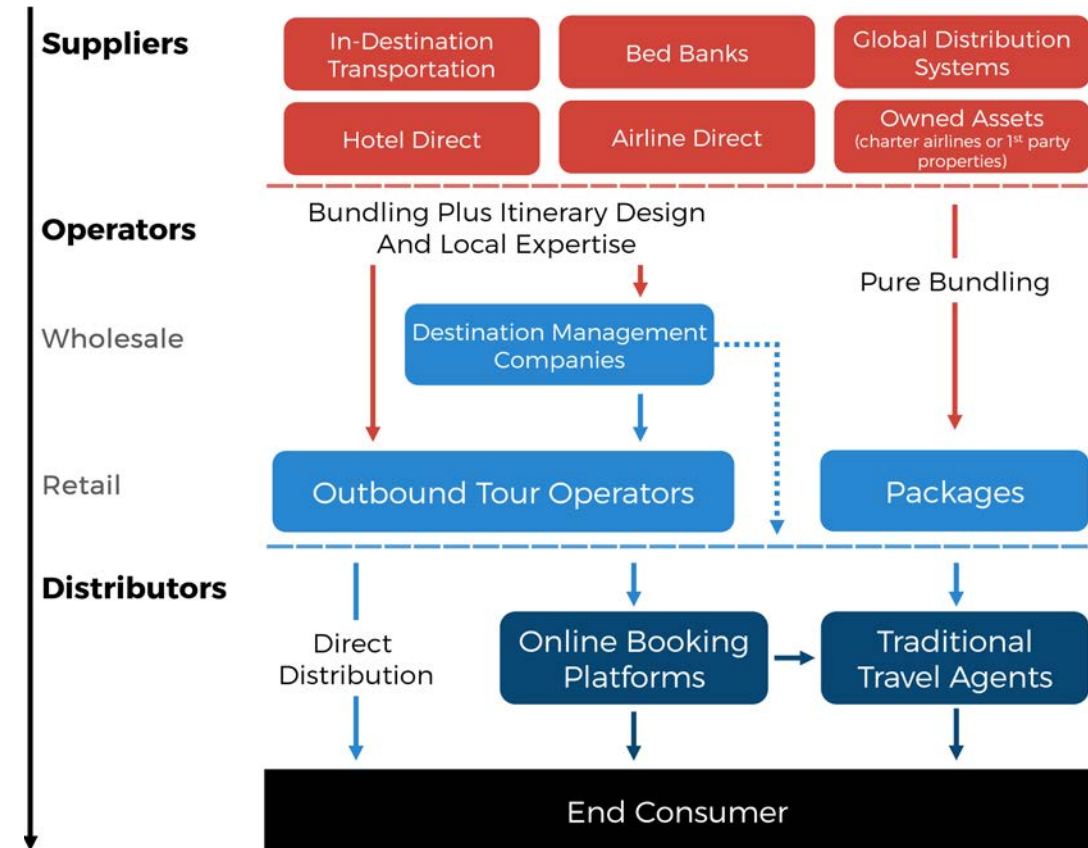 Suppliers
In-Destination
Transportation
Bed Banks
Global Distribution
Systems
Hotel Direct
Airline Direct
Owned Assets
(charter airlines or 1st party
properties)
Operators
Bundling Plus Itinerary Design
And Local Expertise
Pure Bundling
Wholesale
Destination Management
Companies
Retail
Outbound Tour Operators
Packages
Distributors
Direct
Distribution
Online Booking
Platforms
Traditional
Travel Agents
End Consumer